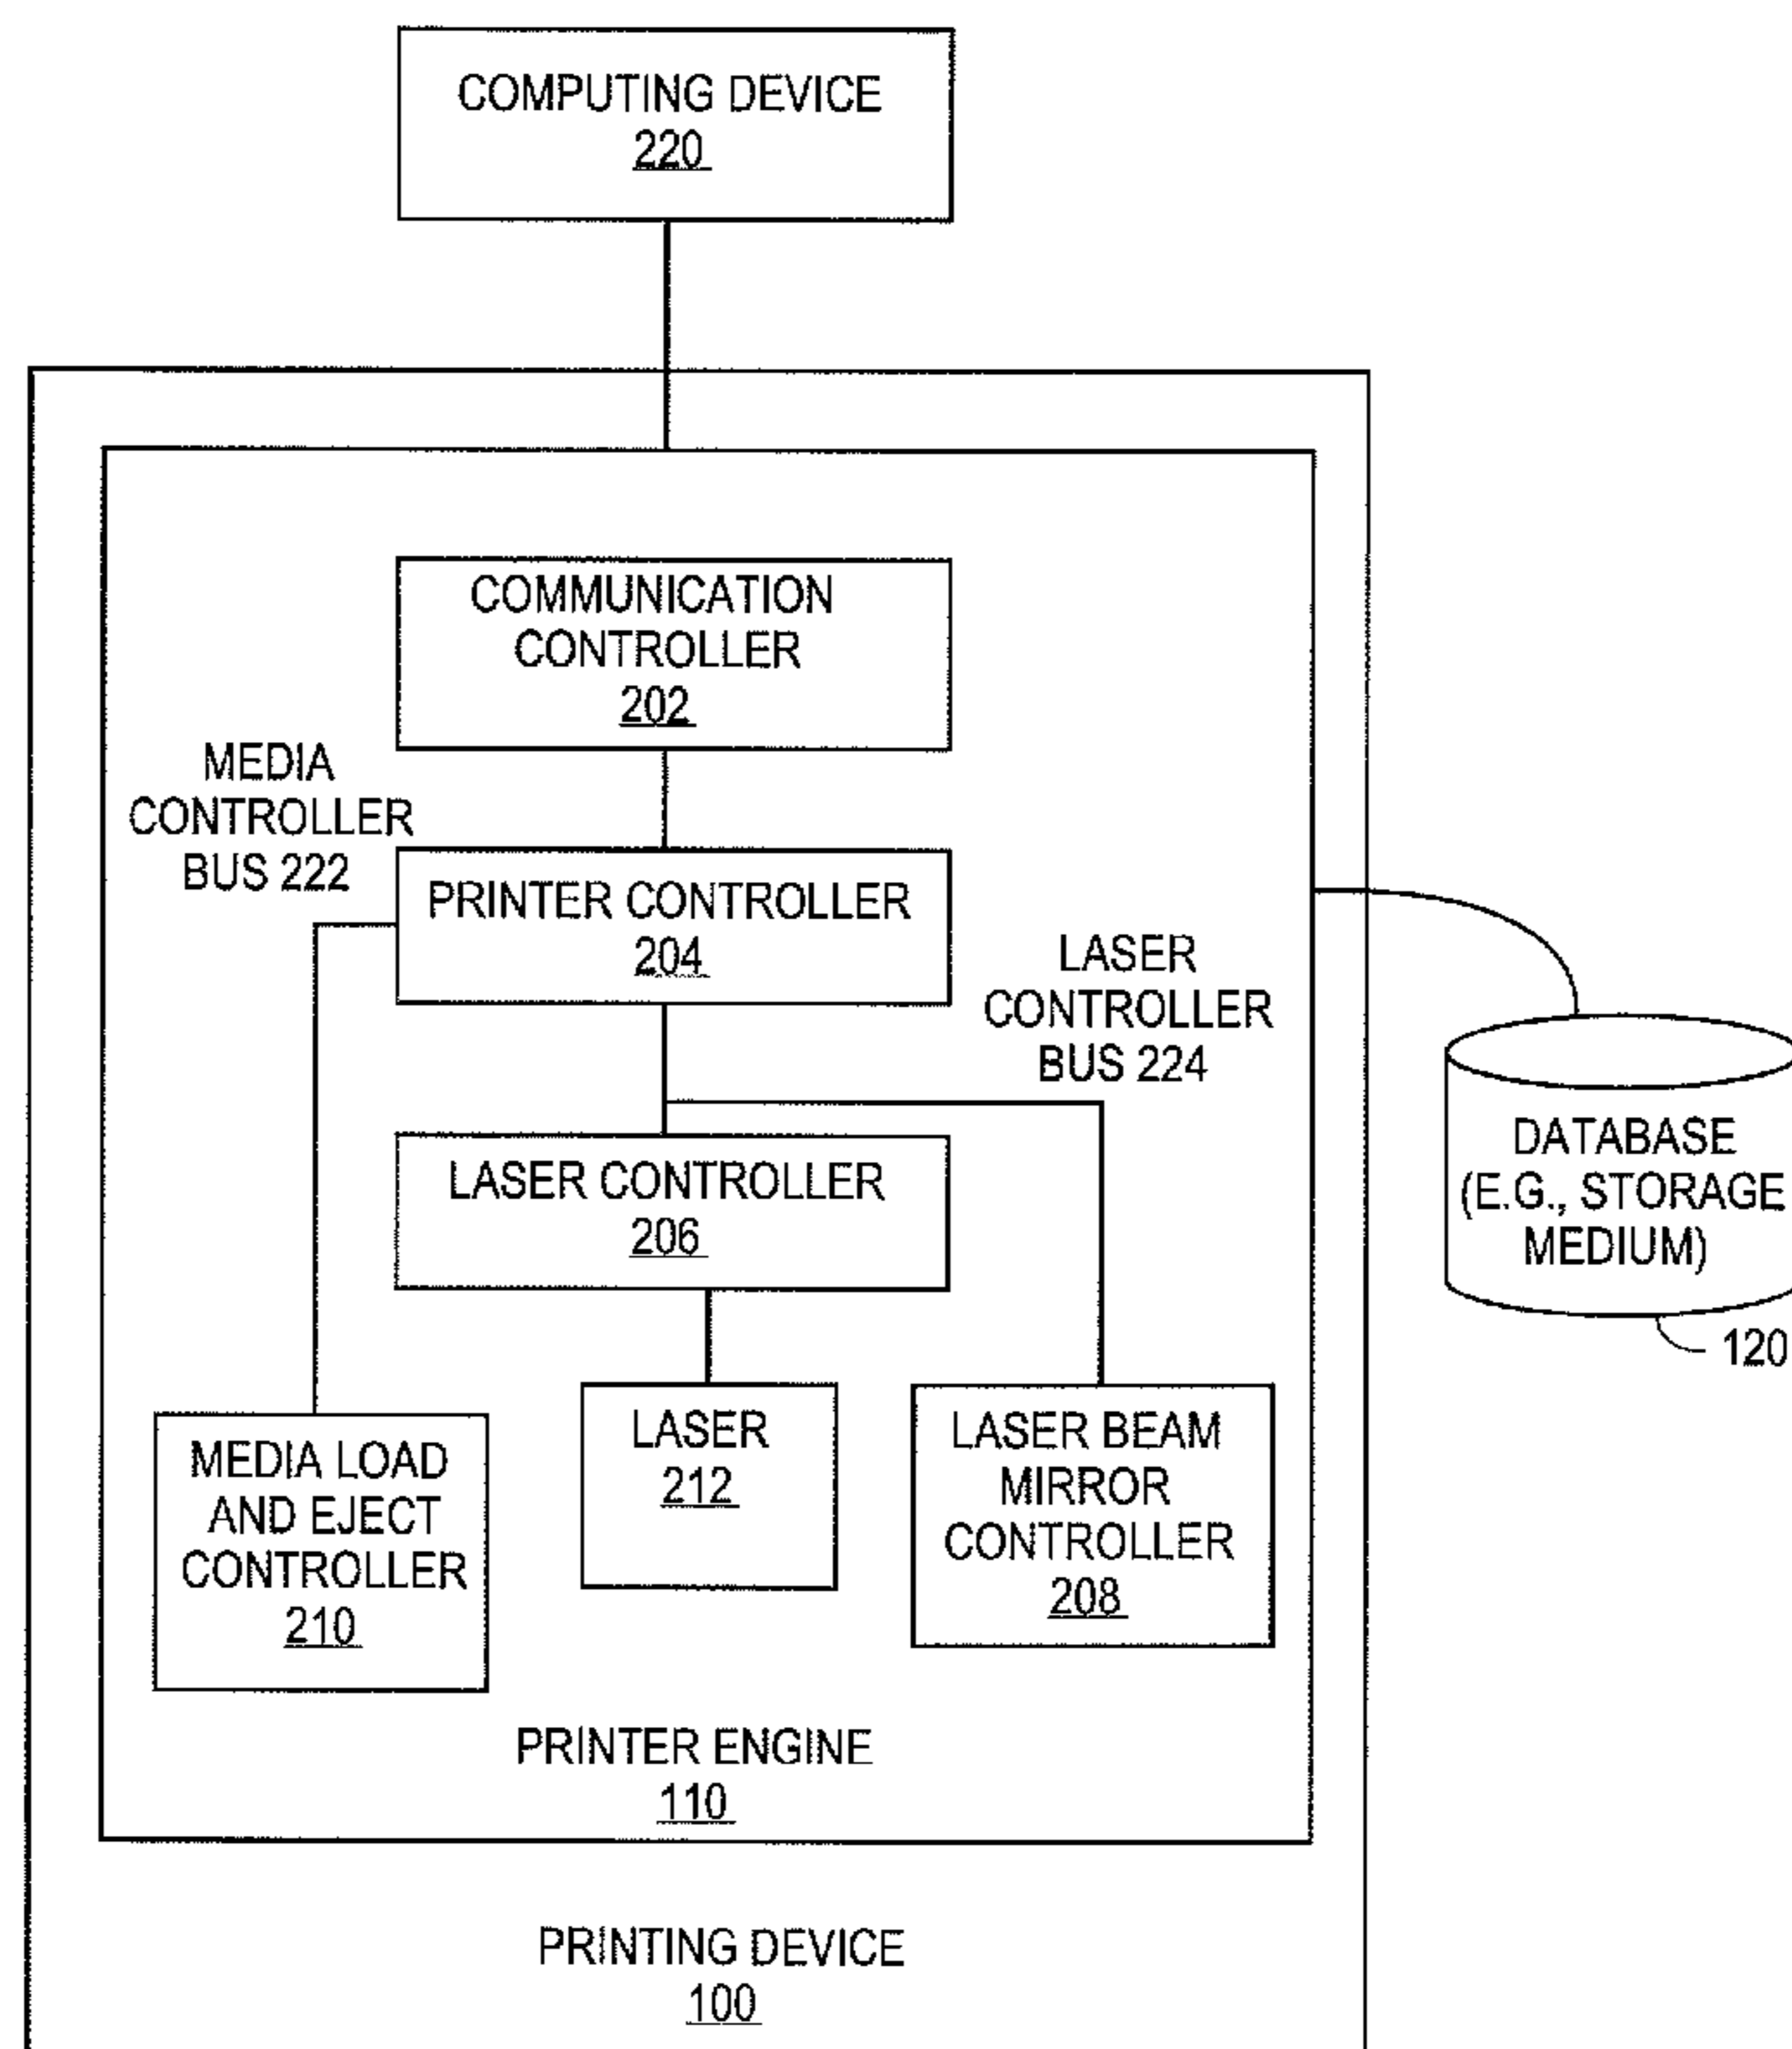 COMPUTING DEVICE
220
COMMUNICATION
CONTROLLER
202
MEDIA
CONTROLLER
BUS 222
PRINTER CONTROLLER
204
LASER
CONTROLLER
BUS 224
LASER CONTROLLER
206
DATABASE
(E.G., STORAGE
MEDIUM)
120
MEDIA LOAD
AND EJECT
CONTROLLER
210
LASER
212
LASER BEAM
MIRROR
CONTROLLER
208
PRINTER ENGINE
110
PRINTING DEVICE
100